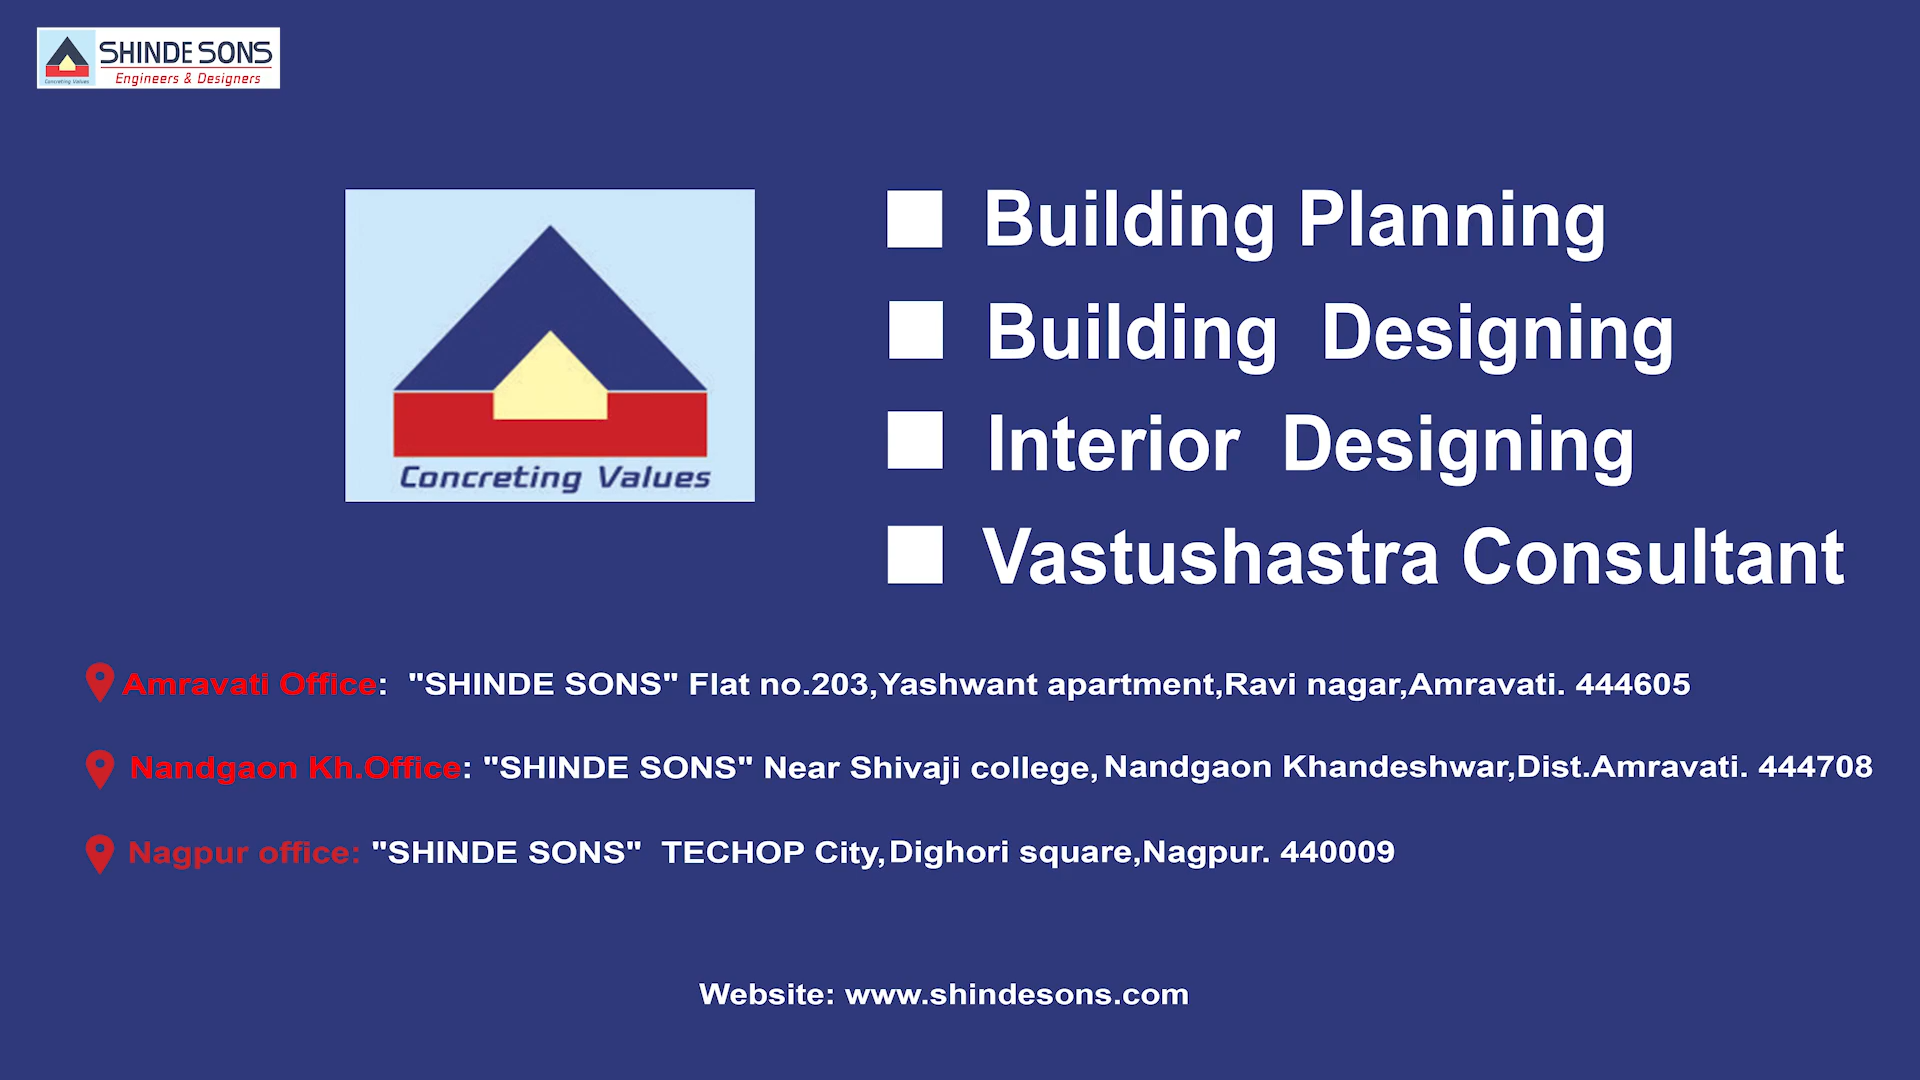 SHINDE SONS
Engineers & Designers
Concreting Values
Concreting Values
Building Planning
Building Designing
Interior Designing
Vastushastra Consultant
Amravati Office: "SHINDE SONS" Flat no.203,Yashwant apartment,Ravi nagar,Amravati. 444605
Nandgaon Kh.Office: "SHINDE SONS" Near Shivaji college, Nandgaon Khandeshwar,Dist.Amravati. 444708
Nagpur office: "SHINDE SONS" TECHOP City,Dighori square,Nagpur. 440009
Website: www.shindesons.com